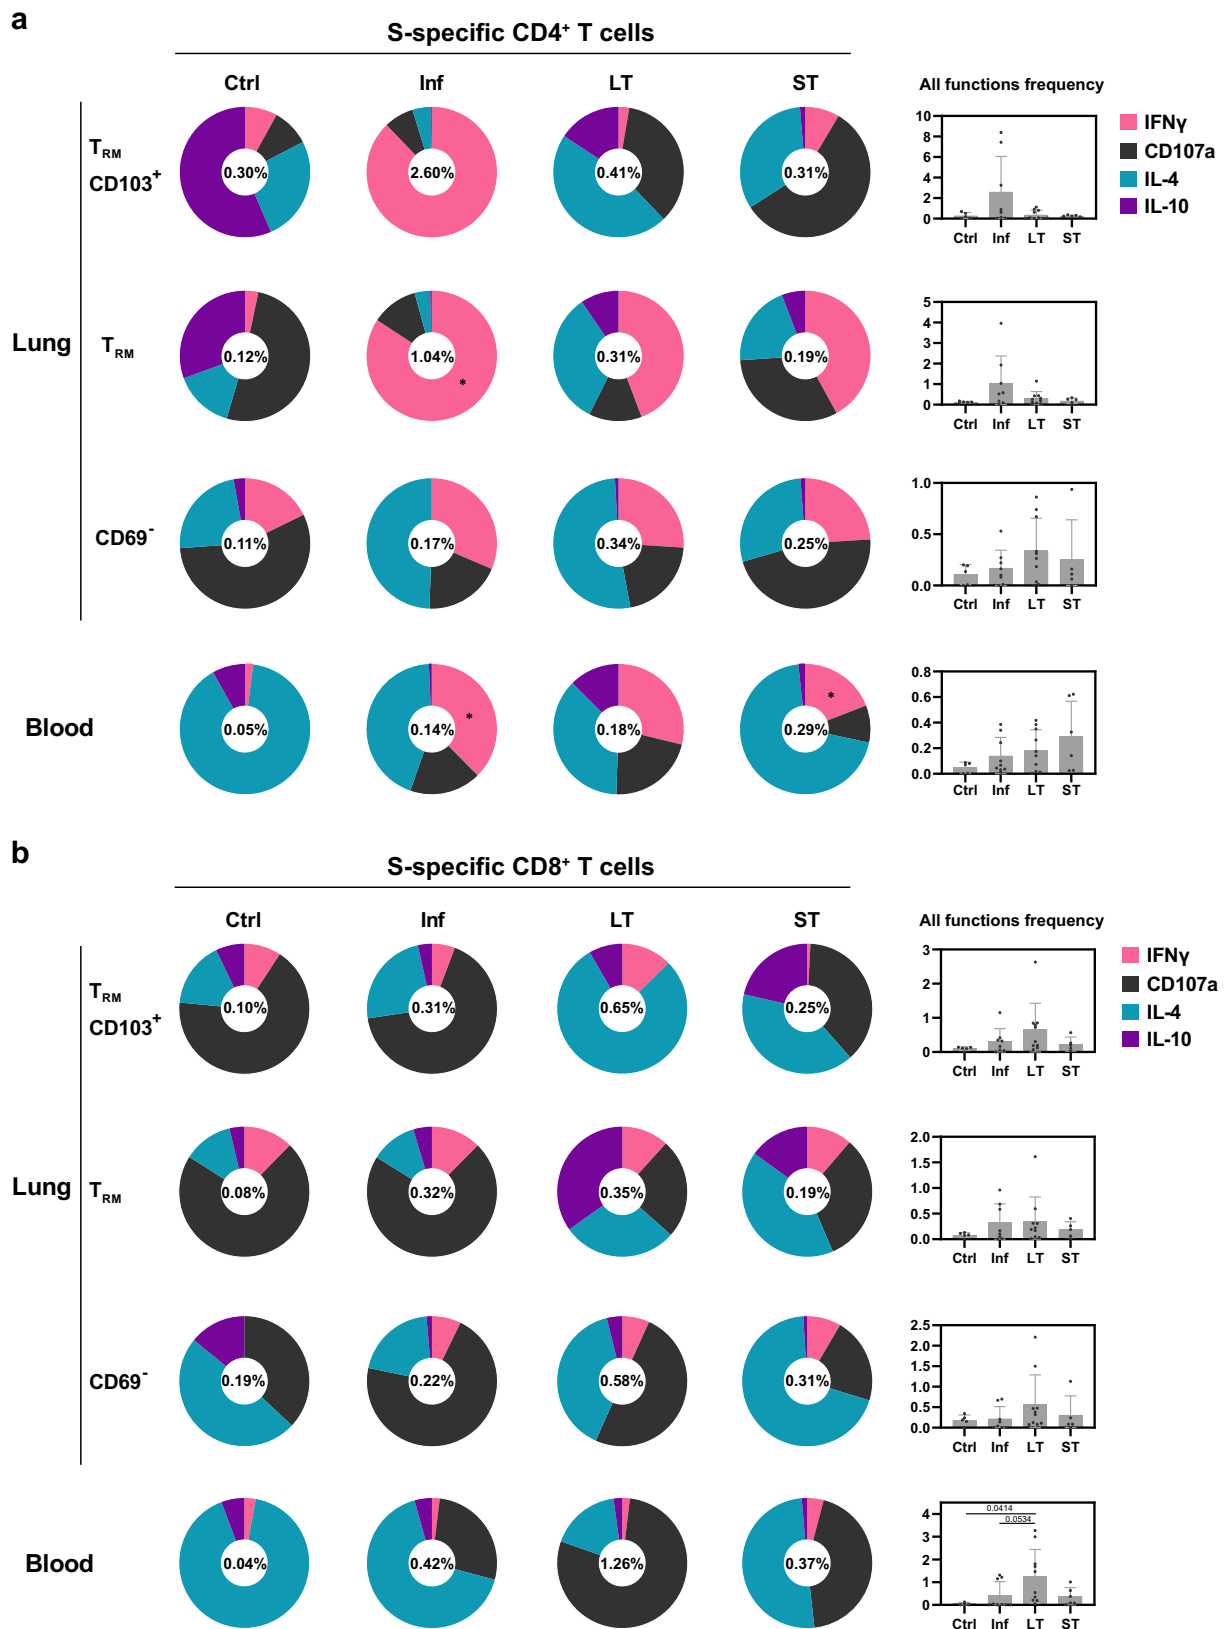 a
S-specific CD4⁺ T cells
Ctrl Inf LT ST All functions frequency
T_RM CD103⁺
0.30% 2.60% 0.41% 0.31%
10
8
6
4
2
0
Ctrl Inf LT ST
IFNγ
CD107a
IL-4
IL-10
Lung
T_RM
0.12% 1.04% 0.31% 0.19%
*
5
4
3
2
1
0
Ctrl Inf LT ST
CD69⁻
0.11% 0.17% 0.34% 0.25%
1.0
0.5
0.0
Ctrl Inf LT ST
Blood
0.05% 0.14% 0.18% 0.29%
* *
0.8
0.6
0.4
0.2
0.0
Ctrl Inf LT ST
b
S-specific CD8⁺ T cells
Ctrl Inf LT ST All functions frequency
T_RM CD103⁺
0.10% 0.31% 0.65% 0.25%
3
2
1
0
Ctrl Inf LT ST
IFNγ
CD107a
IL-4
IL-10
Lung
T_RM
0.08% 0.32% 0.35% 0.19%
2.0
1.5
1.0
0.5
0.0
Ctrl Inf LT ST
CD69⁻
0.19% 0.22% 0.58% 0.31%
2.5
2.0
1.5
1.0
0.5
0.0
Ctrl Inf LT ST
Blood
0.04% 0.42% 1.26% 0.37%
0.0414
0.0534
4
3
2
1
0
Ctrl Inf LT ST